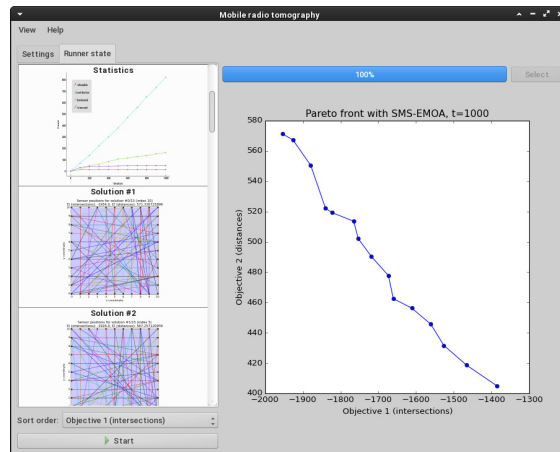 Mobile radio tomography
View Help
Settings Runner state
Statistics
Solution #1
Solution #2
Sort order: Objective 1 (intersections)
Start
100% Select
Pareto front with SMS-EMOA, t=1000
Objective 2 (distances)
580
560
540
520
500
480
460
440
420
400
−2000 −1900 −1800 −1700 −1600 −1500 −1400 −1300
Objective 1 (intersections)